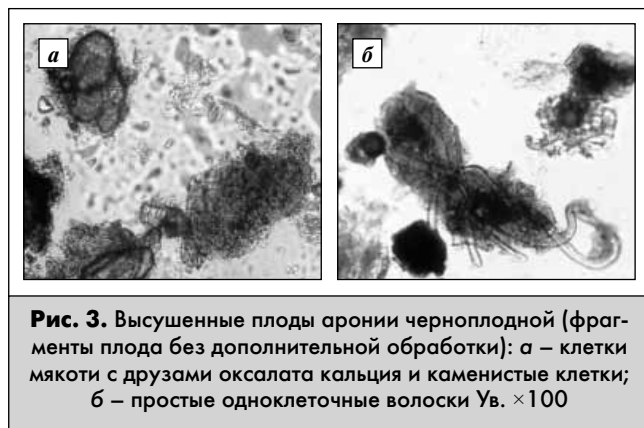 а
б
Рис. 3. Высушенные плоды аронии черноплодной (фраг-
менты плода без дополнительной обработки): а – клетки
мякоти с друзами оксалата кальция и каменистые клетки;
б – простые одноклеточные волоски Ув. ×100